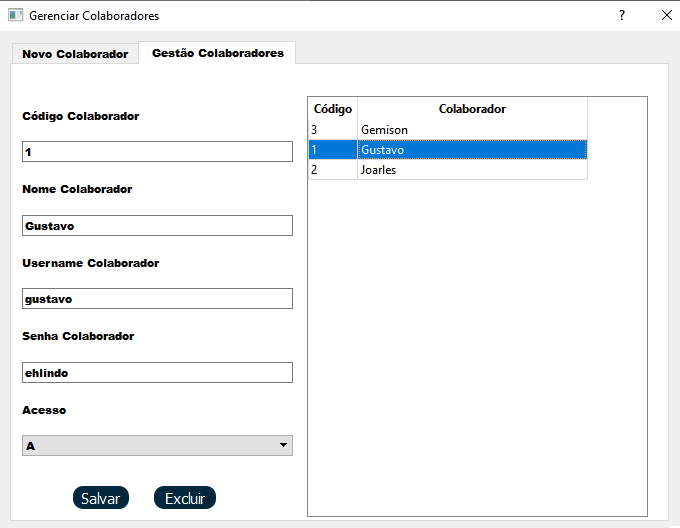 Gerenciar Colaboradores
?
Novo Colaborador
Gestão Colaboradores
Código Colaborador
1
Nome Colaborador
Gustavo
Username Colaborador
gustavo
Senha Colaborador
ehlindo
Acesso
A
Salvar Excluir
Código Colaborador
3 Gemison
1 Gustavo
2 Joarles